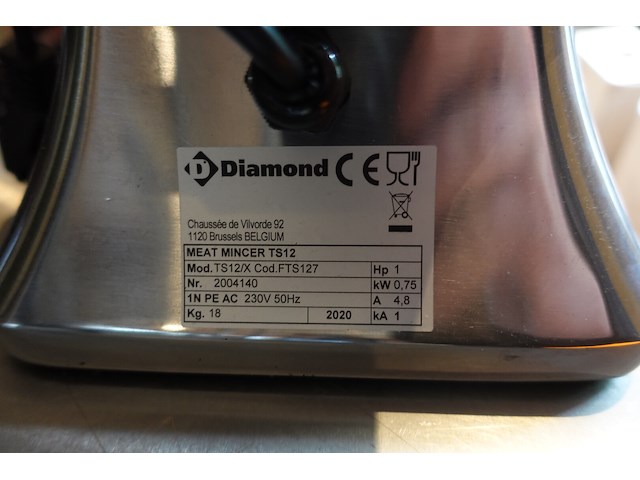 Diamond CE
Chaussée de Vilvorde 92
1120 Brussels BELGIUM
MEAT MINCER TS12
Mod. TS12/X Cod.FTS127 Hp 1
Nr. 2004140 kW 0,75
1N PE AC 230V 50Hz A 4,8
Kg. 18 2020 kA 1